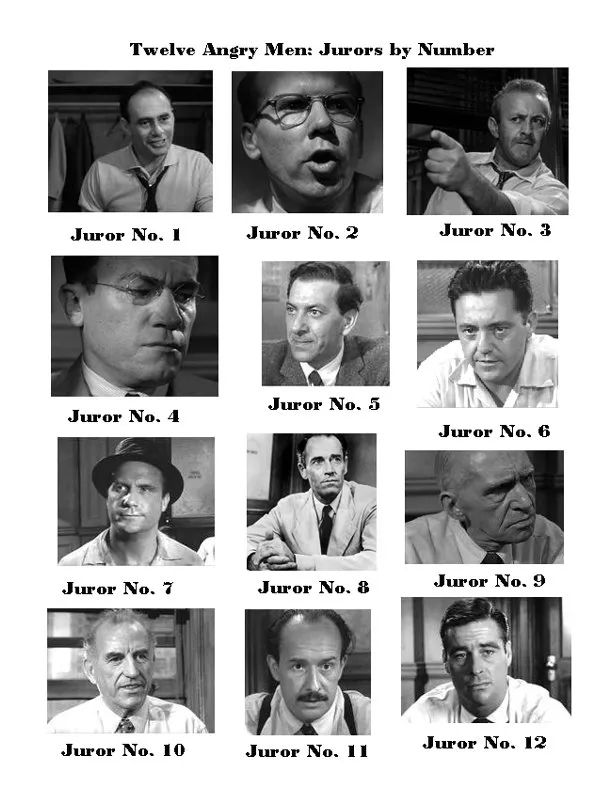 Twelve Angry Men: Jurors by Number
Juror No. 1
Juror No. 2
Juror No. 3
Juror No. 4
Juror No. 5
Juror No. 6
Juror No. 7
Juror No. 8
Juror No. 9
Juror No. 10
Juror No. 11
Juror No. 12